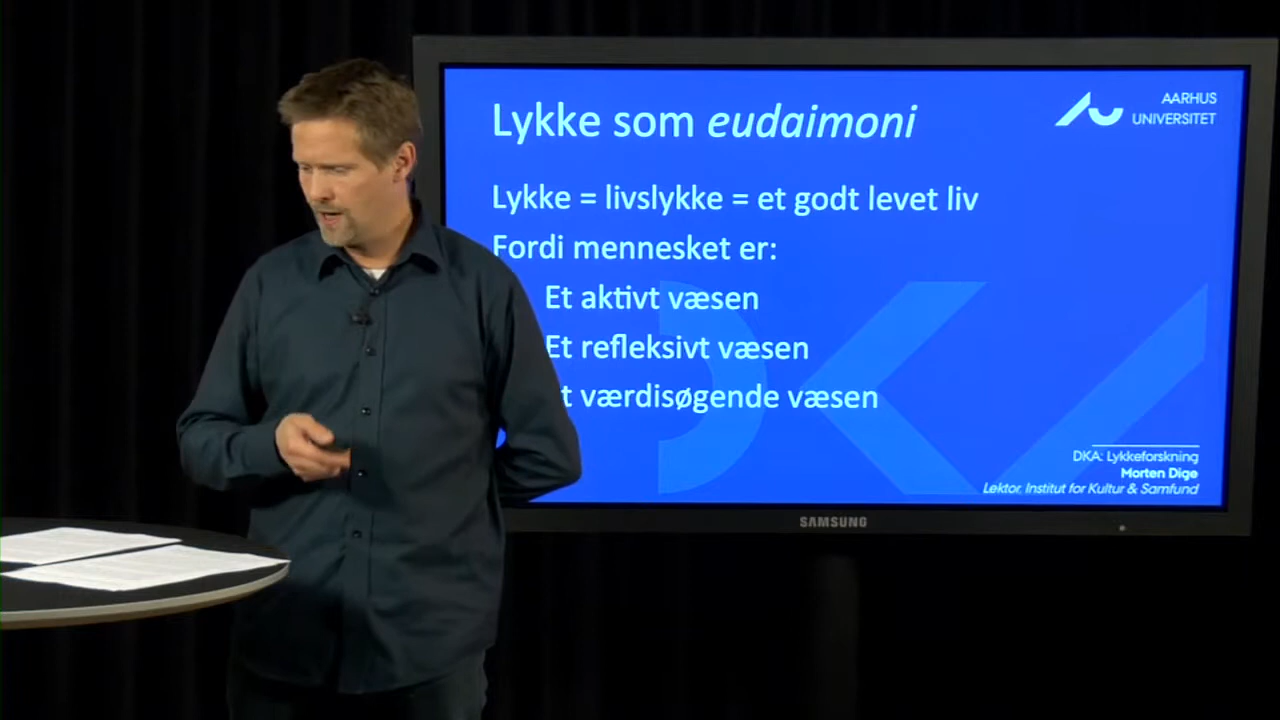 Lykke som eudaimoni
AARHUS
UNIVERSITET
Lykke = livslykke = et godt levet liv
Fordi mennesket er:
Et aktivt væsen
Et refleksivt væsen
t værdisøgende væsen
DKA
DKA: Lykkeforskning
Morten Dige
Lektor, Institut for Kultur & Samfund
SAMSUNG